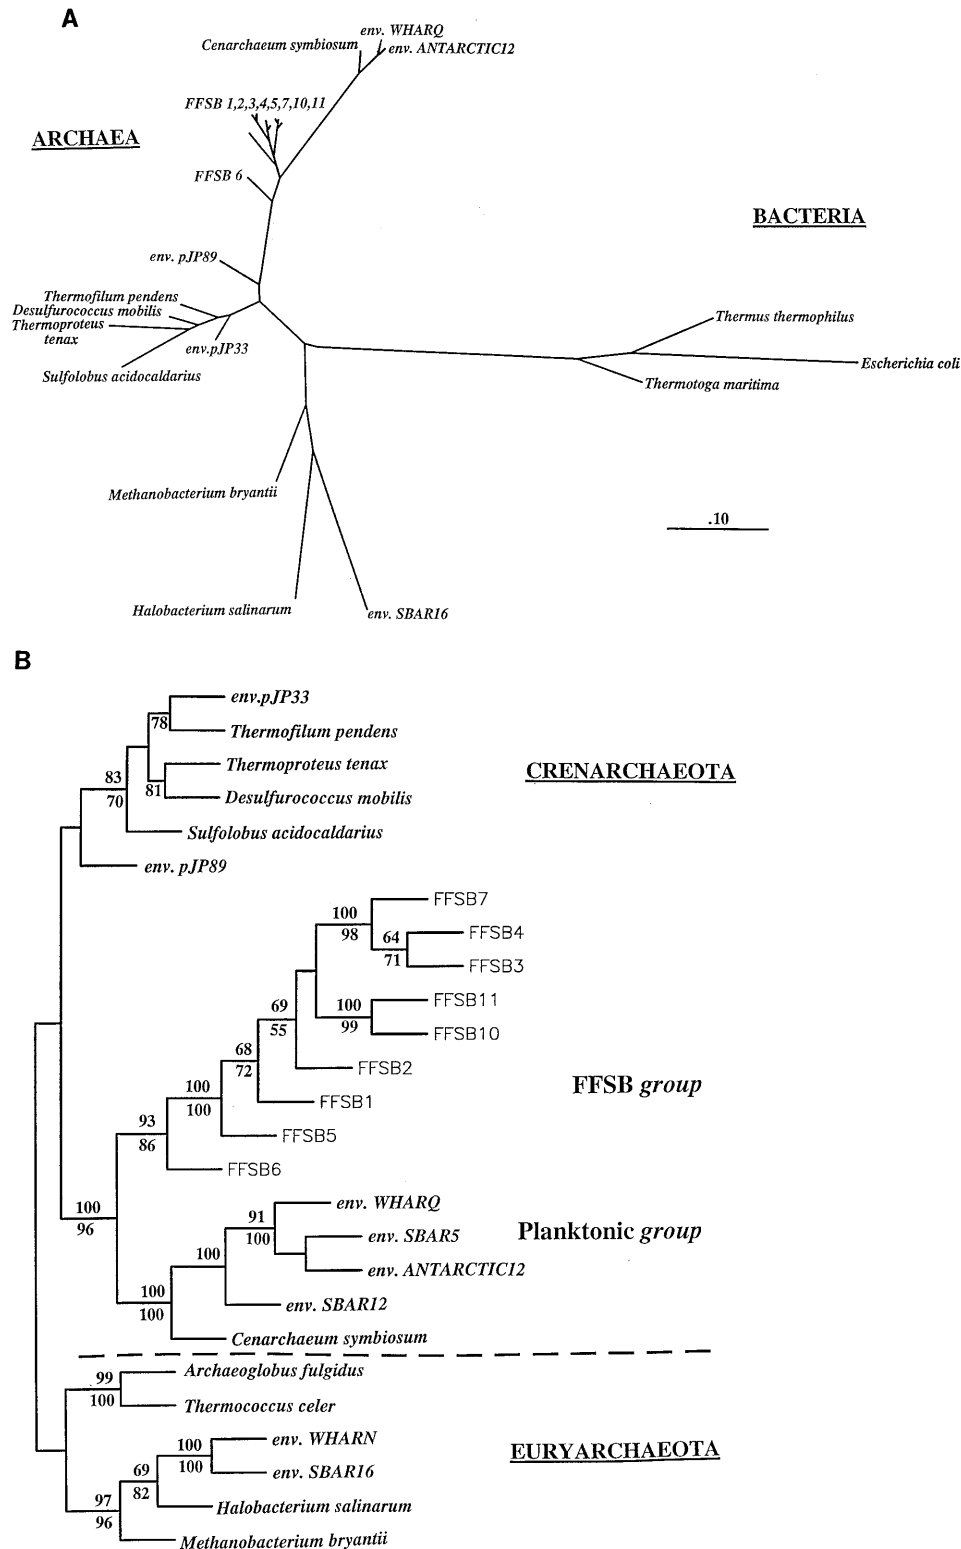 A
env. WHARQ
Cenarchaeum symbiosum
env. ANTARCTIC12
FFSB 1,2,3,4,5,7,10,11
ARCHAEA
FFSB 6
BACTERIA
env. pJP89
Thermofilum pendens
Desulfurococcus mobilis
Thermoproteus
tenax
env.pJP33
Sulfolobus acidocaldarius
Thermus thermophilus
Escherichia coli
Thermotoga maritima
Methanobacterium bryantii
.10
Halobacterium salinarum
env. SBAR16
B
env.pJP33
78
Thermofilum pendens
Thermoproteus tenax
CRENARCHAEOTA
83
70
81
Desulfurococcus mobilis
Sulfolobus acidocaldarius
env. pJP89
FFSB7
100
98
64
71
FFSB4
FFSB3
FFSB11
100
99
69
55
FFSB10
68
72
FFSB2
FFSB group
100
100
FFSB1
93
86
FFSB5
FFSB6
100
96
env. WHARQ
91
100
env. SBAR5
Planktonic group
100
env. ANTARCTIC12
100
100
env. SBAR12
Cenarchaeum symbiosum
Archaeoglobus fulgidus
99
100
Thermococcus celer
env. WHARN
100
100
EURYARCHAEOTA
69
82
env. SBAR16
97
96
Halobacterium salinarum
Methanobacterium bryantii